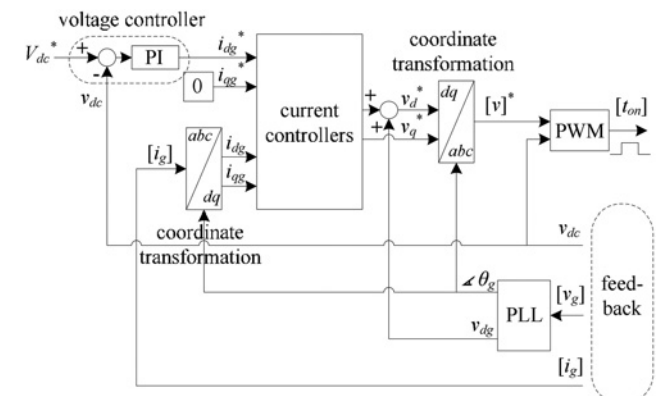 voltage controller
V_dc* + - PI
v_dc
i_dg*
i_qg*
0
current
controllers
[i_g]
abc
dq
i_dg
i_qg
coordinate
transformation
+
+
v_d*
v_q*
coordinate
transformation
dq
abc
[v]*
PWM
[t_on]
v_dc
∡ θ_g
v_dg
PLL
[v_g]
[i_g]
feed-
back